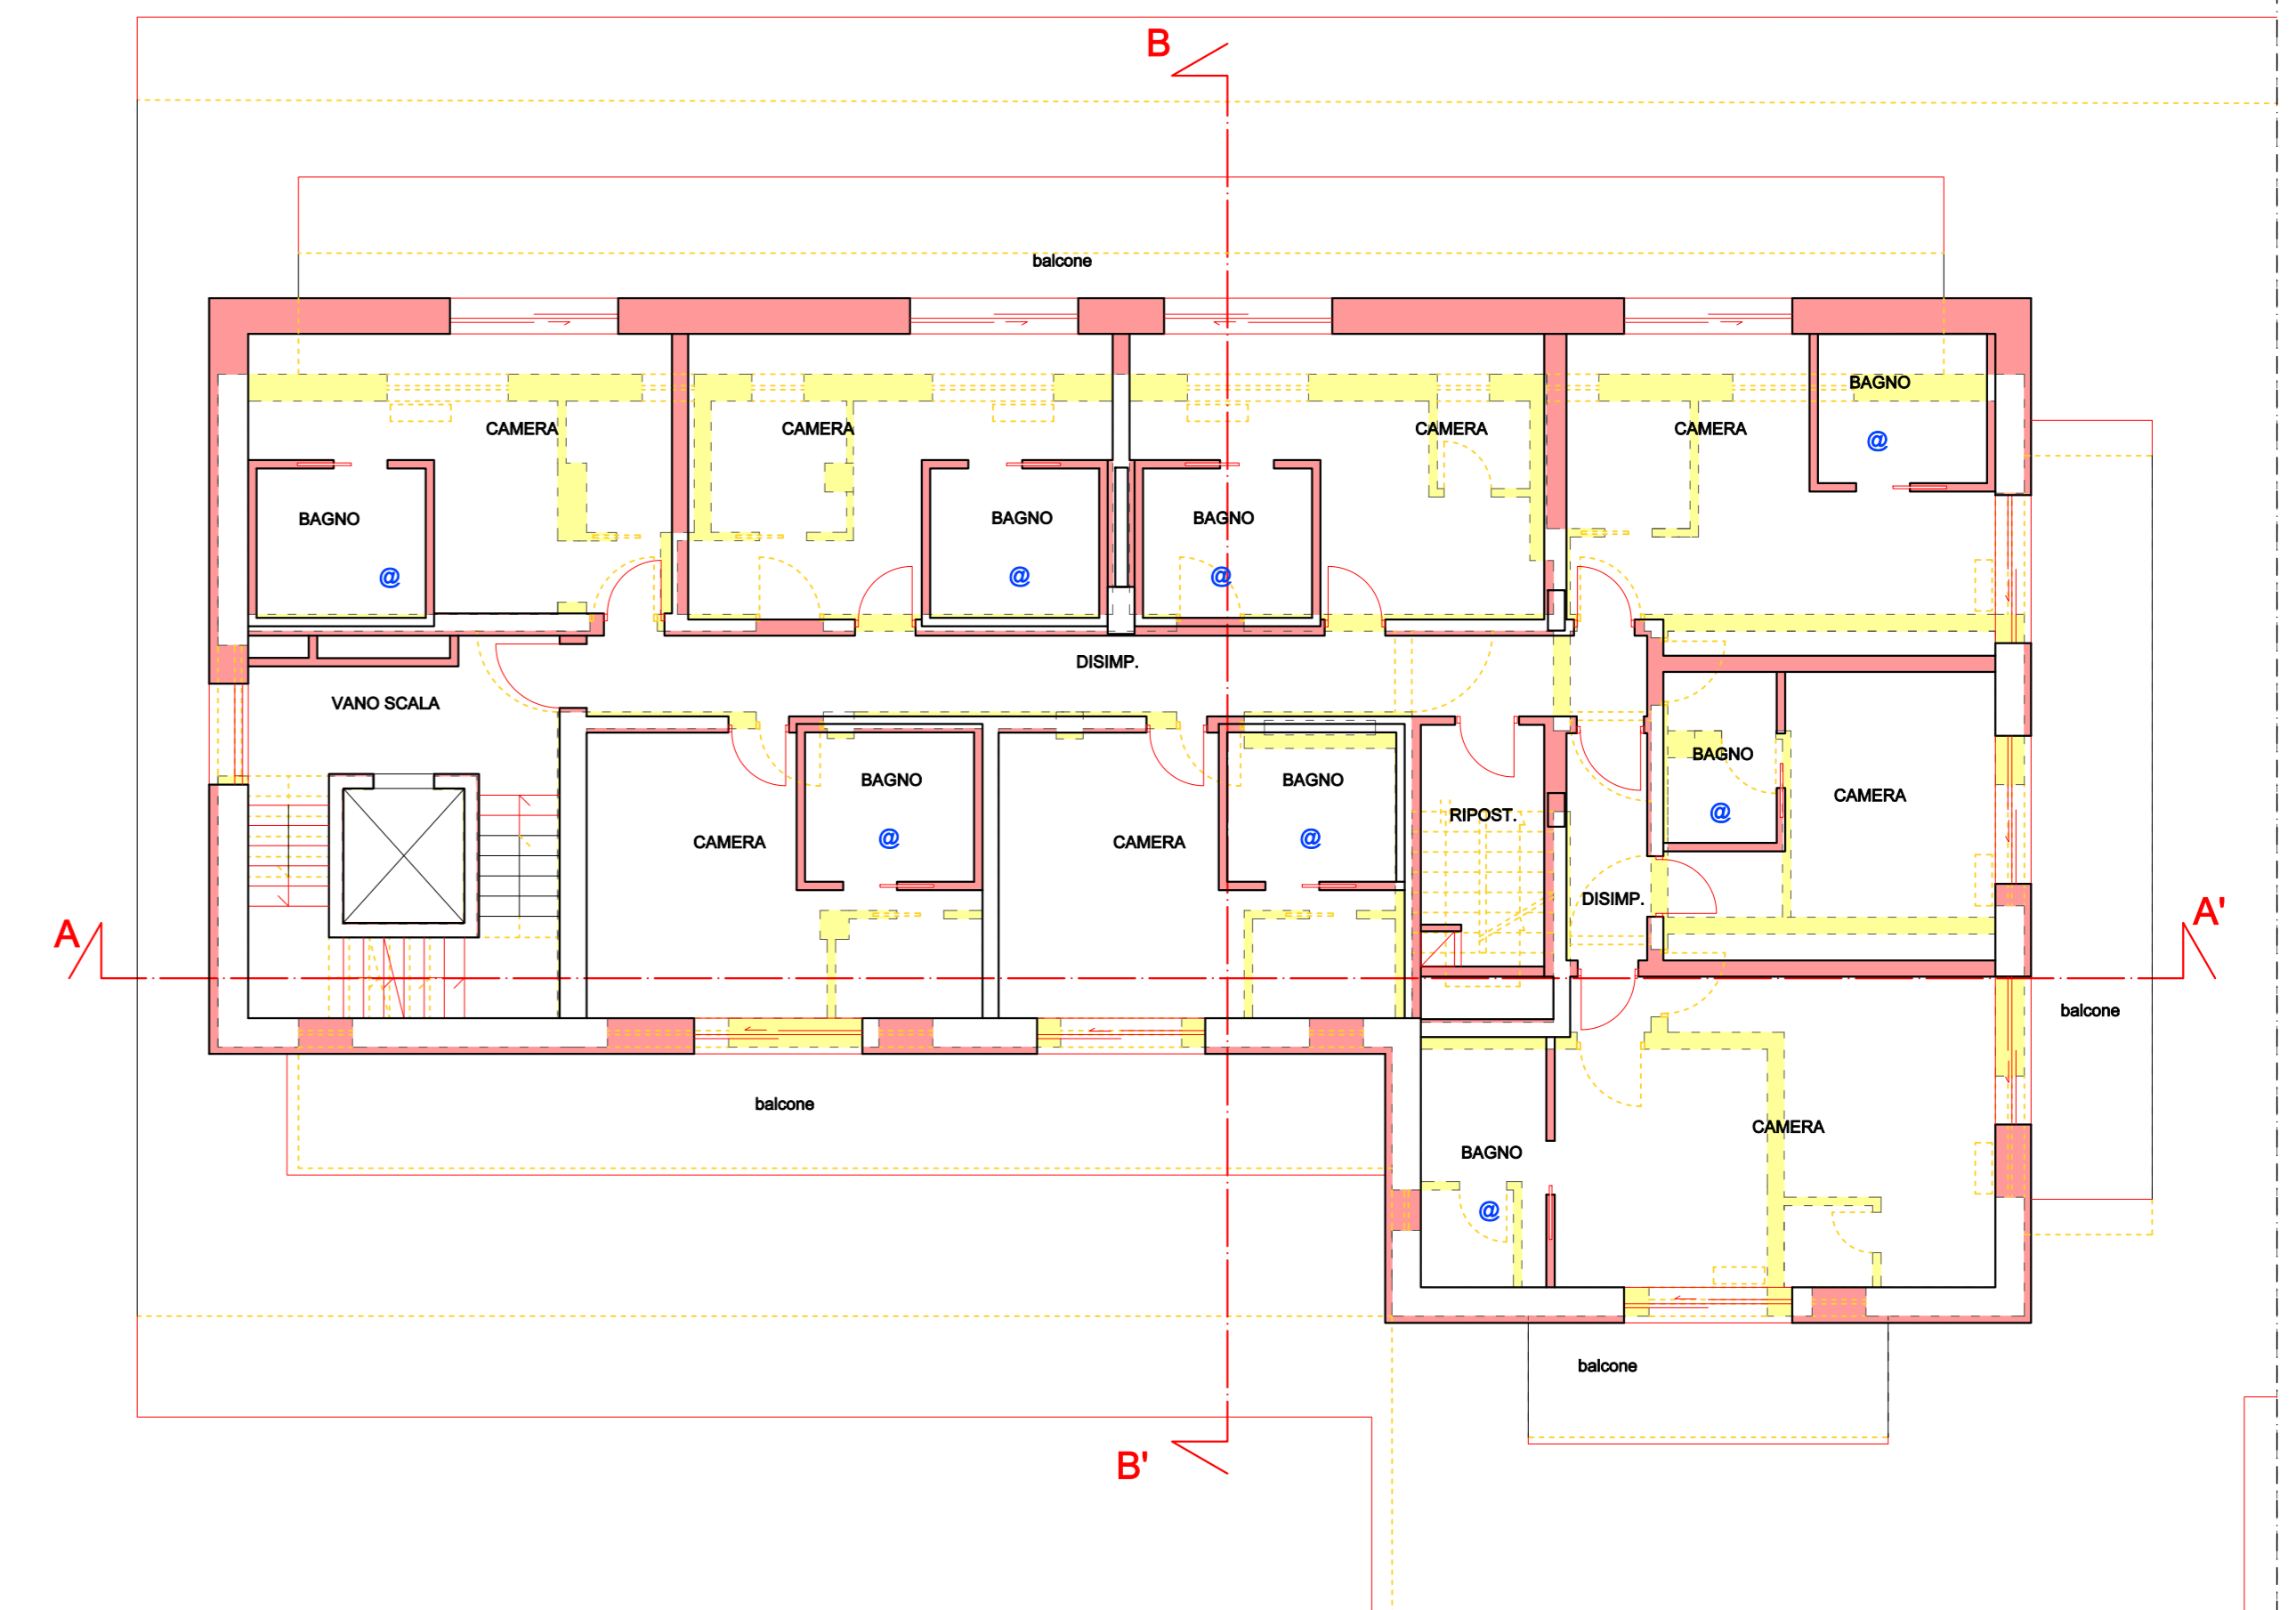 B
balcone
BAGNO
@
CAMERA
CAMERA
CAMERA
CAMERA
BAGNO
BAGNO
BAGNO
@
@
@
DISIMP.
VANO SCALA
BAGNO
BAGNO
BAGNO
CAMERA
RIPOST.
@
CAMERA
@
CAMERA
@
DISIMP.
A
A'
balcone
balcone
CAMERA
BAGNO
@
balcone
B'